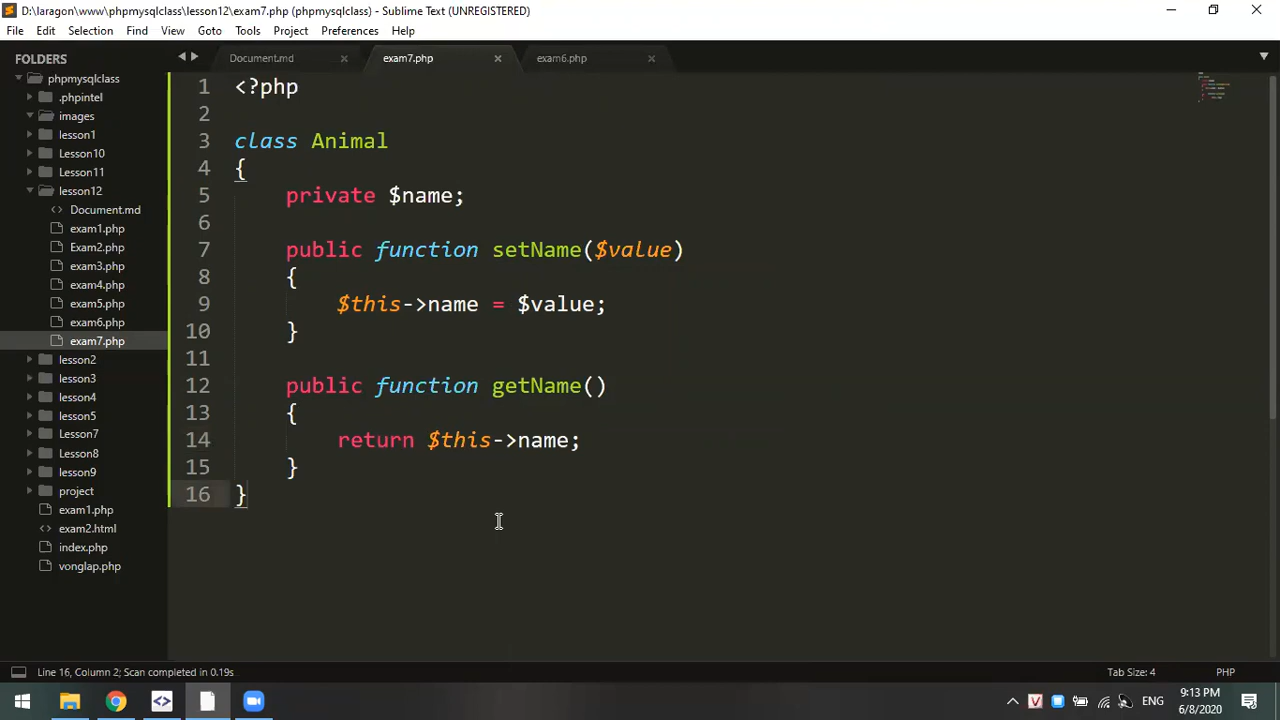 D:\laragon\www\phpmysqlclass\lesson12\exam7.php (phpmysqlclass) - Sublime Text (UNREGISTERED)
File Edit Selection Find View Goto Tools Project Preferences Help
FOLDERS
phpmysqlclass
.phpintel
images
lesson1
Lesson10
Lesson11
lesson12
Document.md
exam1.php
Exam2.php
exam3.php
exam4.php
exam5.php
exam6.php
exam7.php
lesson2
lesson3
lesson4
lesson5
Lesson7
Lesson8
lesson9
project
exam1.php
exam2.html
index.php
vonglap.php
Document.md exam7.php exam6.php
1 <?php
2
3 class Animal
4 {
5 private $name;
6
7 public function setName($value)
8 {
9 $this->name = $value;
10 }
11
12 public function getName()
13 {
14 return $this->name;
15 }
16 }
Line 16, Column 2; Scan completed in 0.19s Tab Size: 4 PHP
ENG
9:13 PM
6/8/2020